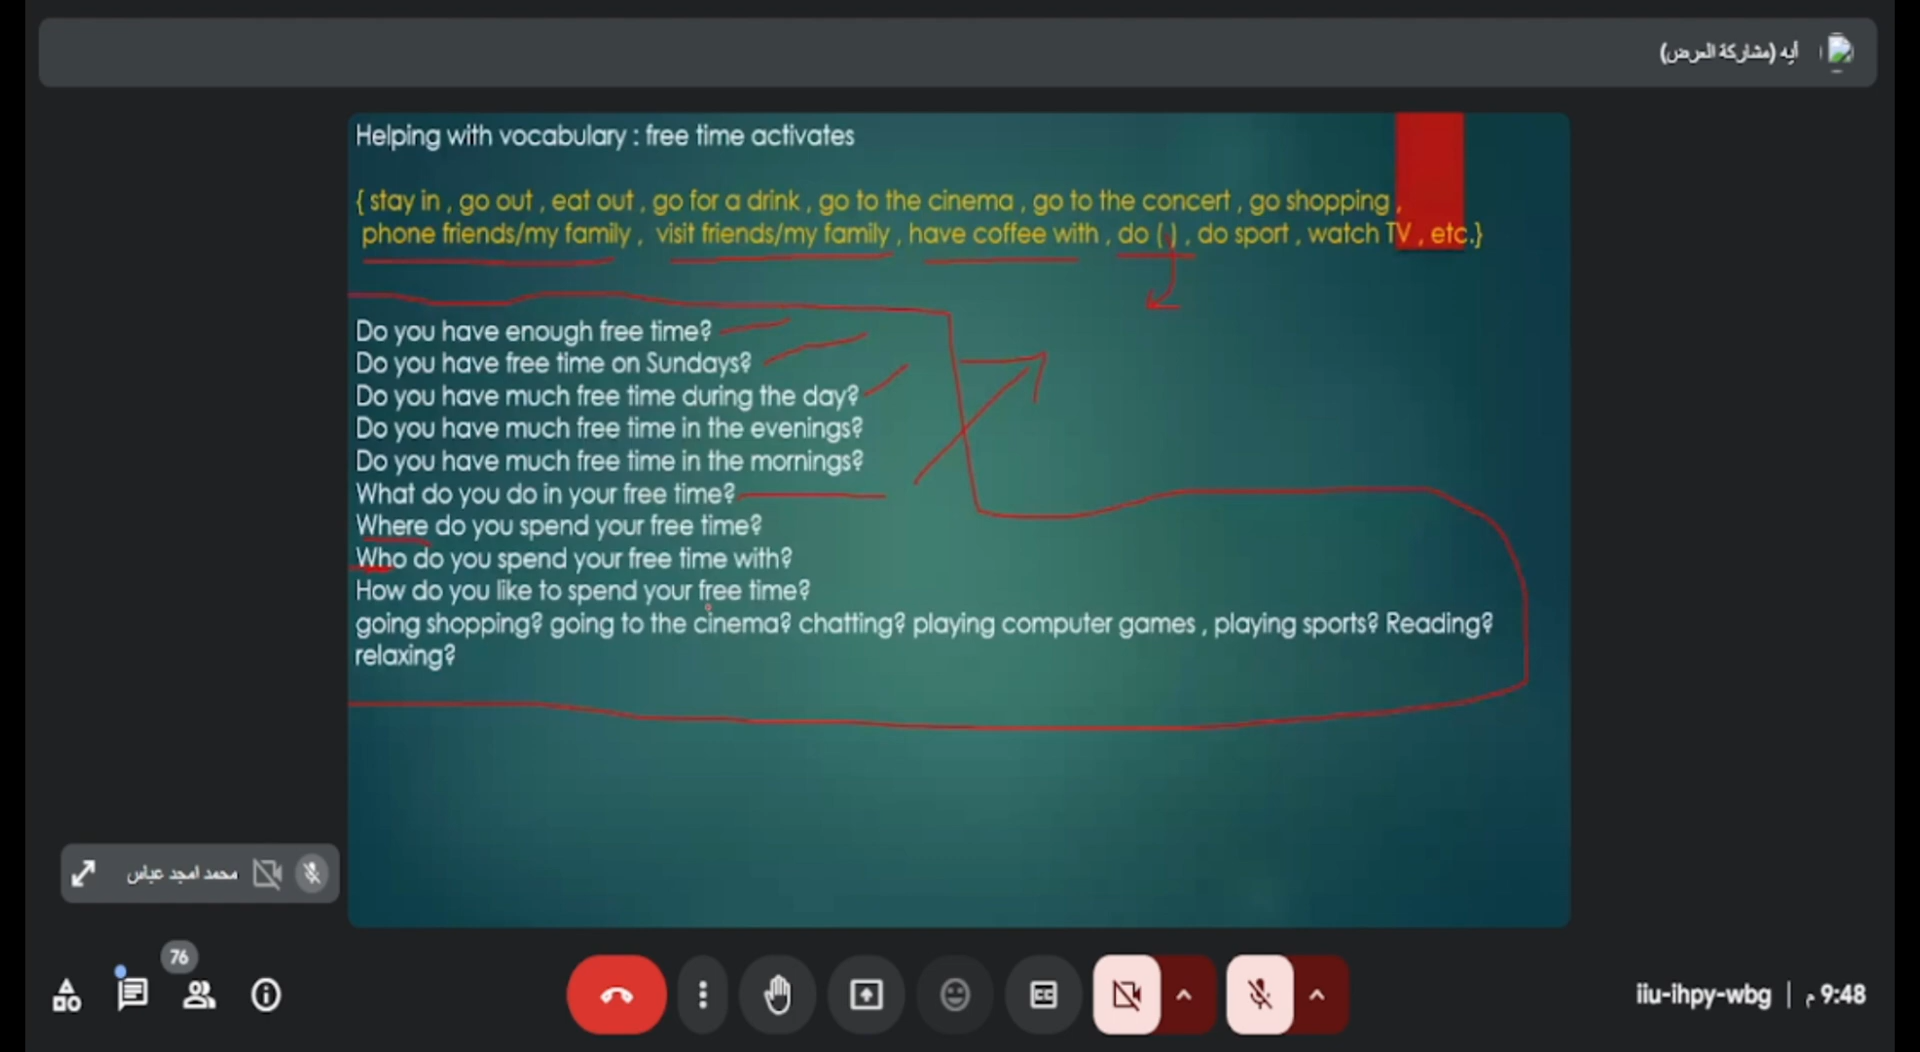 أيه (مشاركة العرض)
Helping with vocabulary : free time activates
{ stay in , go out , eat out , go for a drink , go to the cinema , go to the concert , go shopping ,
phone friends/my family , visit friends/my family , have coffee with , do ( ) , do sport , watch TV , etc.}
Do you have enough free time?
Do you have free time on Sundays?
Do you have much free time during the day?
Do you have much free time in the evenings?
Do you have much free time in the mornings?
What do you do in your free time?
Where do you spend your free time?
Who do you spend your free time with?
How do you like to spend your free time?
going shopping? going to the cinema? chatting? playing computer games , playing sports? Reading?
relaxing?
محمد امجد عباس
76
CC
iiu-ihpy-wbg | 9:48 م